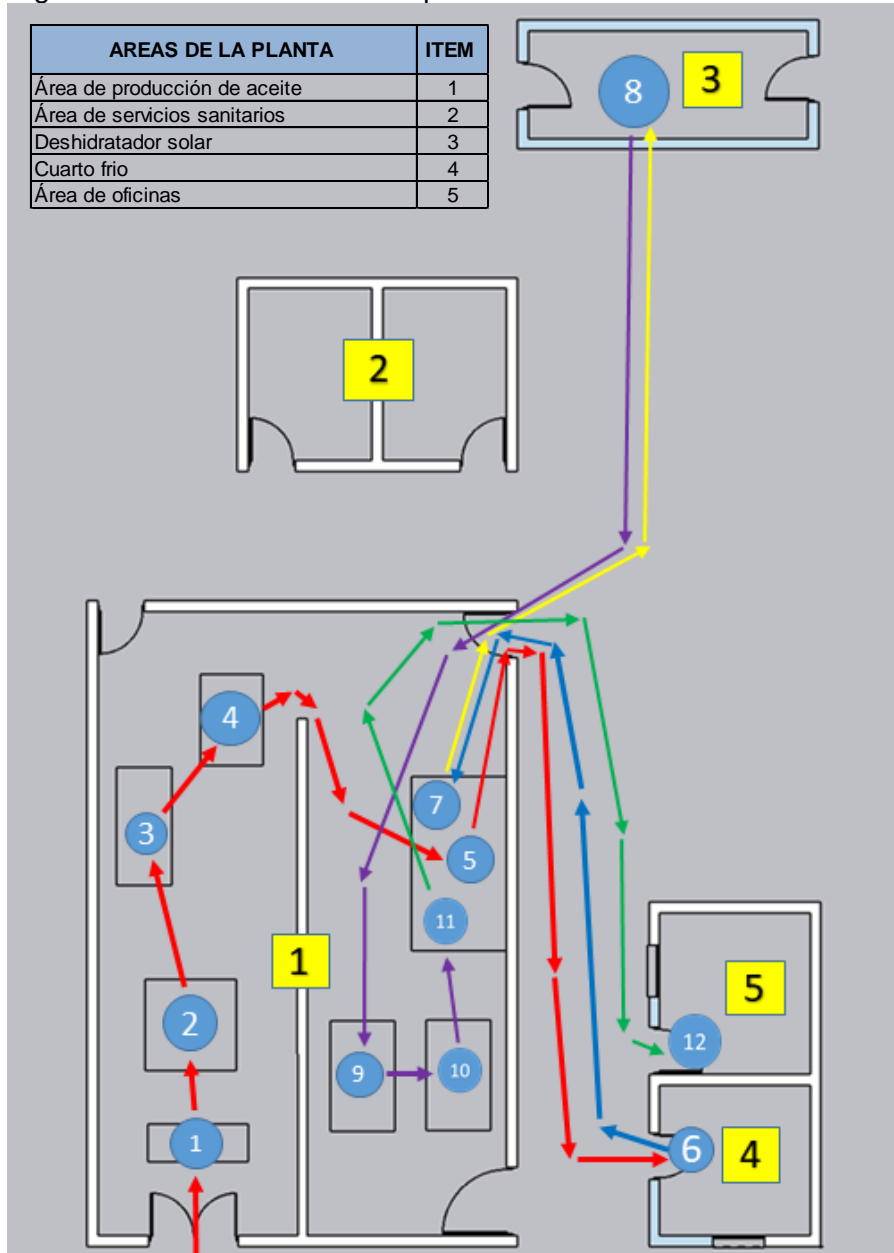 AREAS DE LA PLANTA ITEM
Área de producción de aceite 1
Área de servicios sanitarios 2
Deshidratador solar 3
Cuarto frio 4
Área de oficinas 5
8 3
2
4
7
3
5
11
1
5
2
12
9 10
1
6 4